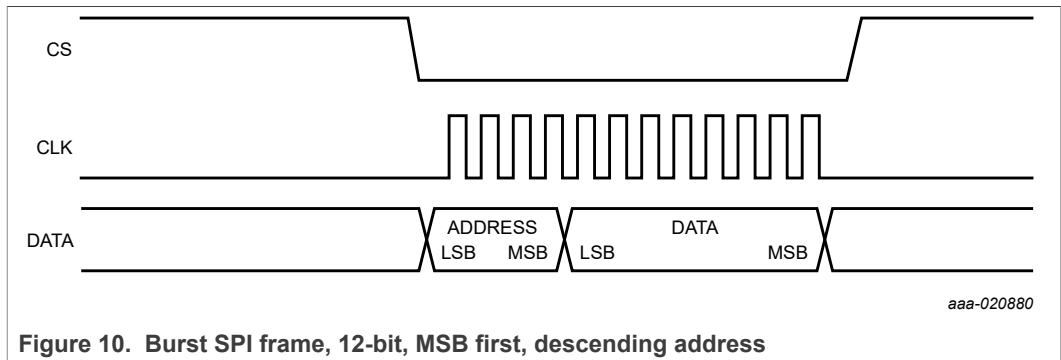 CS
CLK
DATA
ADDRESS
LSB MSB
DATA
LSB MSB
aaa-020880
Figure 10. Burst SPI frame, 12-bit, MSB first, descending address